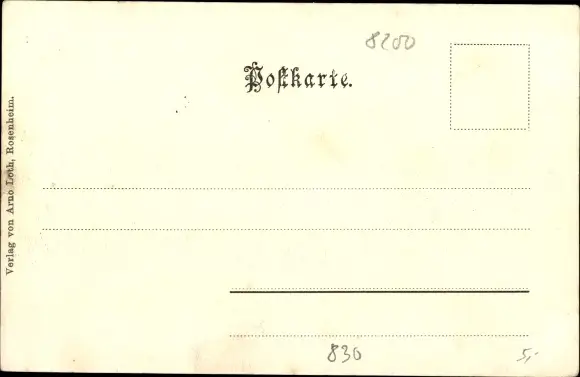 8200
Postkarte.
Verlag von Arno Loth, Rosenheim.
830
5,-